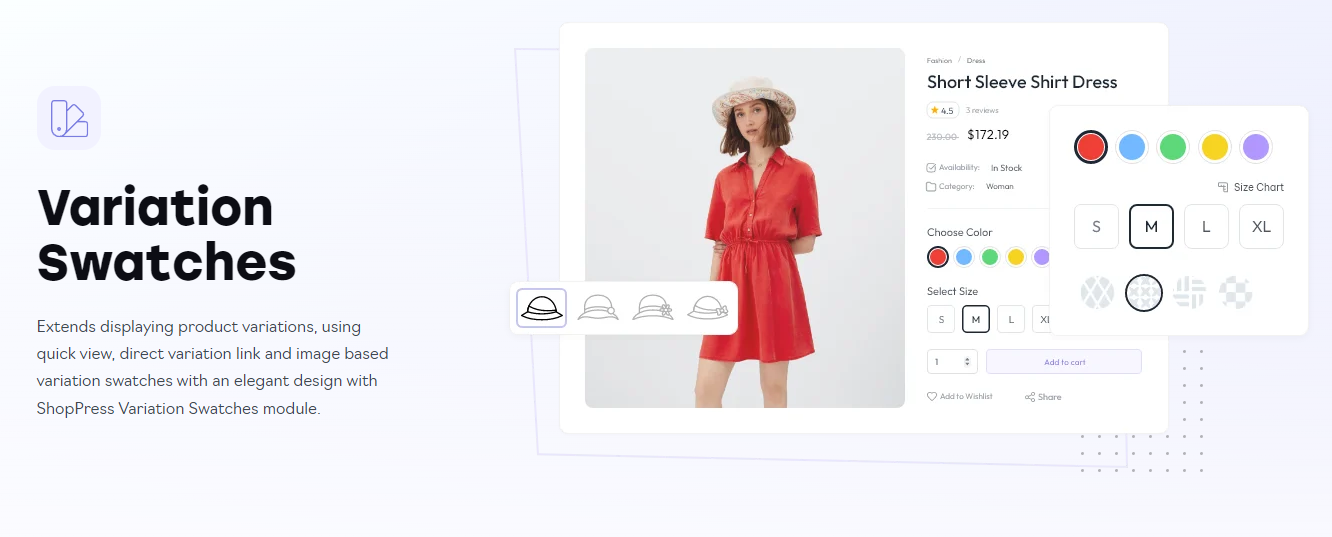 Variation
Swatches
Extends displaying product variations, using
quick view, direct variation link and image based
variation swatches with an elegant design with
ShopPress Variation Swatches module.
Fashion / Dress
Short Sleeve Shirt Dress
4.5 3 reviews
230.00 $172.19
Availability: In Stock
Category: Woman
Choose Color
Select Size
S M L XL
1 Add to cart
Add to Wishlist Share
Size Chart
S M L XL